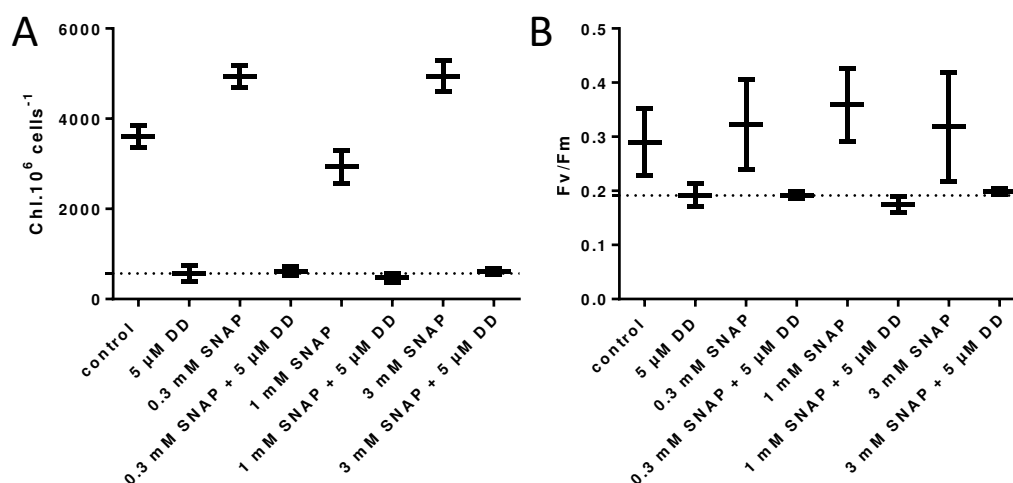 A
Chl.10⁶ cells⁻¹
6000
4000
2000
0
control
5 µM DD
0.3 mM SNAP
0.3 mM SNAP + 5 µM DD
1 mM SNAP
1 mM SNAP + 5 µM DD
3 mM SNAP
3 mM SNAP + 5 µM DD
B
Fv/Fm
0.5
0.4
0.3
0.2
0.1
0.0
control
5 µM DD
0.3 mM SNAP
0.3 mM SNAP + 5 µM DD
1 mM SNAP
1 mM SNAP + 5 µM DD
3 mM SNAP
3 mM SNAP + 5 µM DD